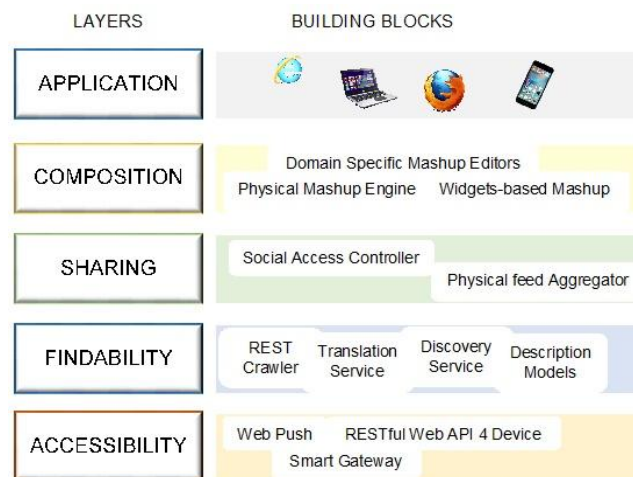 LAYERS BUILDING BLOCKS
APPLICATION
COMPOSITION
Domain Specific Mashup Editors
Physical Mashup Engine Widgets-based Mashup
SHARING
Social Access Controller
Physical feed Aggregator
FINDABILITY
REST Crawler
Translation Service
Discovery Service
Description Models
ACCESSIBILITY
Web Push RESTful Web API 4 Device
Smart Gateway